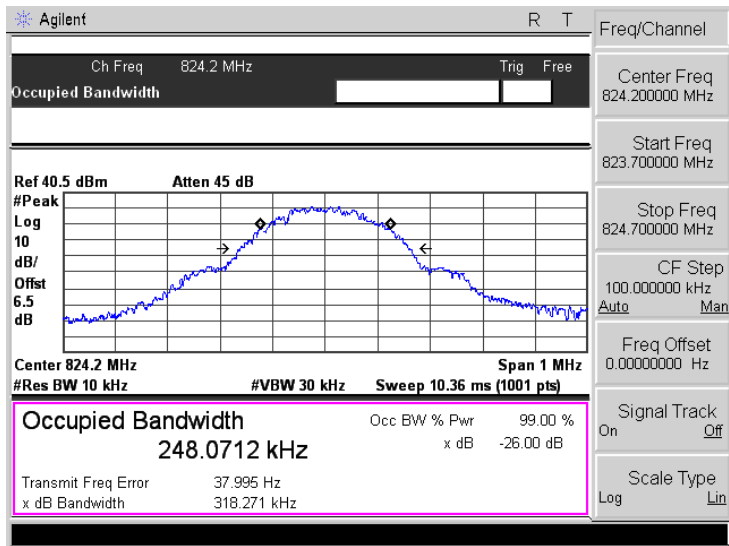 Agilent R T
Ch Freq 824.2 MHz Trig Free
Occupied Bandwidth
Ref 40.5 dBm Atten 45 dB
#Peak
Log
10
dB/
Offst
6.5
dB
Center 824.2 MHz Span 1 MHz
#Res BW 10 kHz #VBW 30 kHz Sweep 10.36 ms (1001 pts)
Occupied Bandwidth Occ BW % Pwr 99.00 %
248.0712 kHz x dB -26.00 dB
Transmit Freq Error 37.995 Hz
x dB Bandwidth 318.271 kHz
Freq/Channel
Center Freq
824.200000 MHz
Start Freq
823.700000 MHz
Stop Freq
824.700000 MHz
CF Step
100.000000 kHz
Auto Man
Freq Offset
0.00000000 Hz
Signal Track
On Off
Scale Type
Log Lin